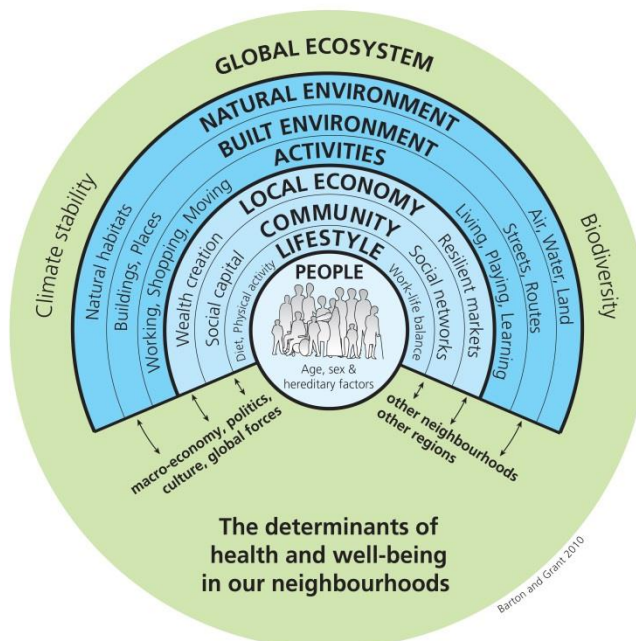 GLOBAL ECOSYSTEM
NATURAL ENVIRONMENT
BUILT ENVIRONMENT
ACTIVITIES
LOCAL ECONOMY
COMMUNITY
LIFESTYLE
PEOPLE
Age, sex &
hereditary factors
Climate stability
Natural habitats
Buildings, Places
Working, Shopping, Moving
Wealth creation
Social capital
Diet, Physical activity
Work-life balance
Social networks
Resilient markets
Living, Playing, Learning
Streets, Routes
Air, Water, Land
Biodiversity
macro-economy, politics,
culture, global forces
other neighbourhoods
other regions
The determinants of
health and well-being
in our neighbourhoods
Barton and Grant 2010